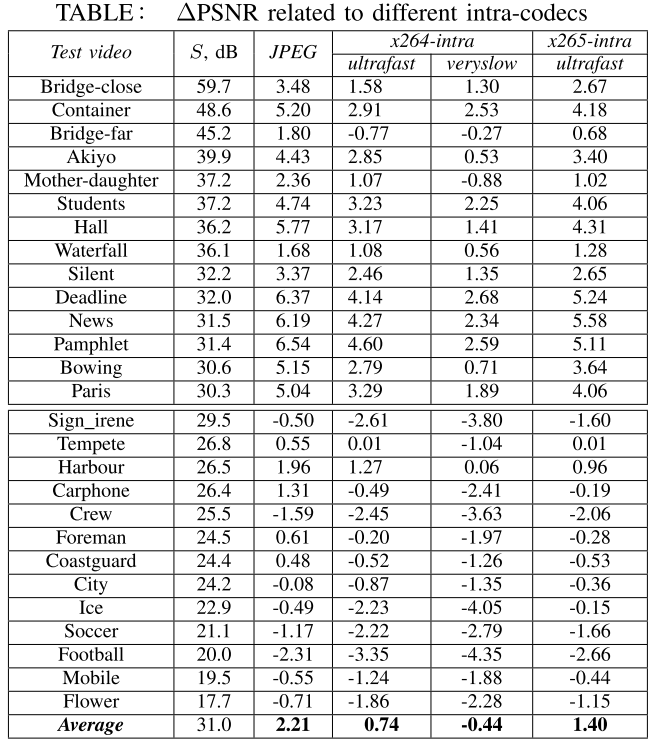 TABLE: ΔPSNR related to different intra-codecs
Test video S, dB JPEG x264-intra x265-intra
ultrafast veryslow ultrafast
Bridge-close 59.7 3.48 1.58 1.30 2.67
Container 48.6 5.20 2.91 2.53 4.18
Bridge-far 45.2 1.80 -0.77 -0.27 0.68
Akiyo 39.9 4.43 2.85 0.53 3.40
Mother-daughter 37.2 2.36 1.07 -0.88 1.02
Students 37.2 4.74 3.23 2.25 4.06
Hall 36.2 5.77 3.17 1.41 4.31
Waterfall 36.1 1.68 1.08 0.56 1.28
Silent 32.2 3.37 2.46 1.35 2.65
Deadline 32.0 6.37 4.14 2.68 5.24
News 31.5 6.19 4.27 2.34 5.58
Pamphlet 31.4 6.54 4.60 2.59 5.11
Bowing 30.6 5.15 2.79 0.71 3.64
Paris 30.3 5.04 3.29 1.89 4.06
Sign_irene 29.5 -0.50 -2.61 -3.80 -1.60
Tempete 26.8 0.55 0.01 -1.04 0.01
Harbour 26.5 1.96 1.27 0.06 0.96
Carphone 26.4 1.31 -0.49 -2.41 -0.19
Crew 25.5 -1.59 -2.45 -3.63 -2.06
Foreman 24.5 0.61 -0.20 -1.97 -0.28
Coastguard 24.4 0.48 -0.52 -1.26 -0.53
City 24.2 -0.08 -0.87 -1.35 -0.36
Ice 22.9 -0.49 -2.23 -4.05 -0.15
Soccer 21.1 -1.17 -2.22 -2.79 -1.66
Football 20.0 -2.31 -3.35 -4.35 -2.66
Mobile 19.5 -0.55 -1.24 -1.88 -0.44
Flower 17.7 -0.71 -1.86 -2.28 -1.15
Average 31.0 2.21 0.74 -0.44 1.40